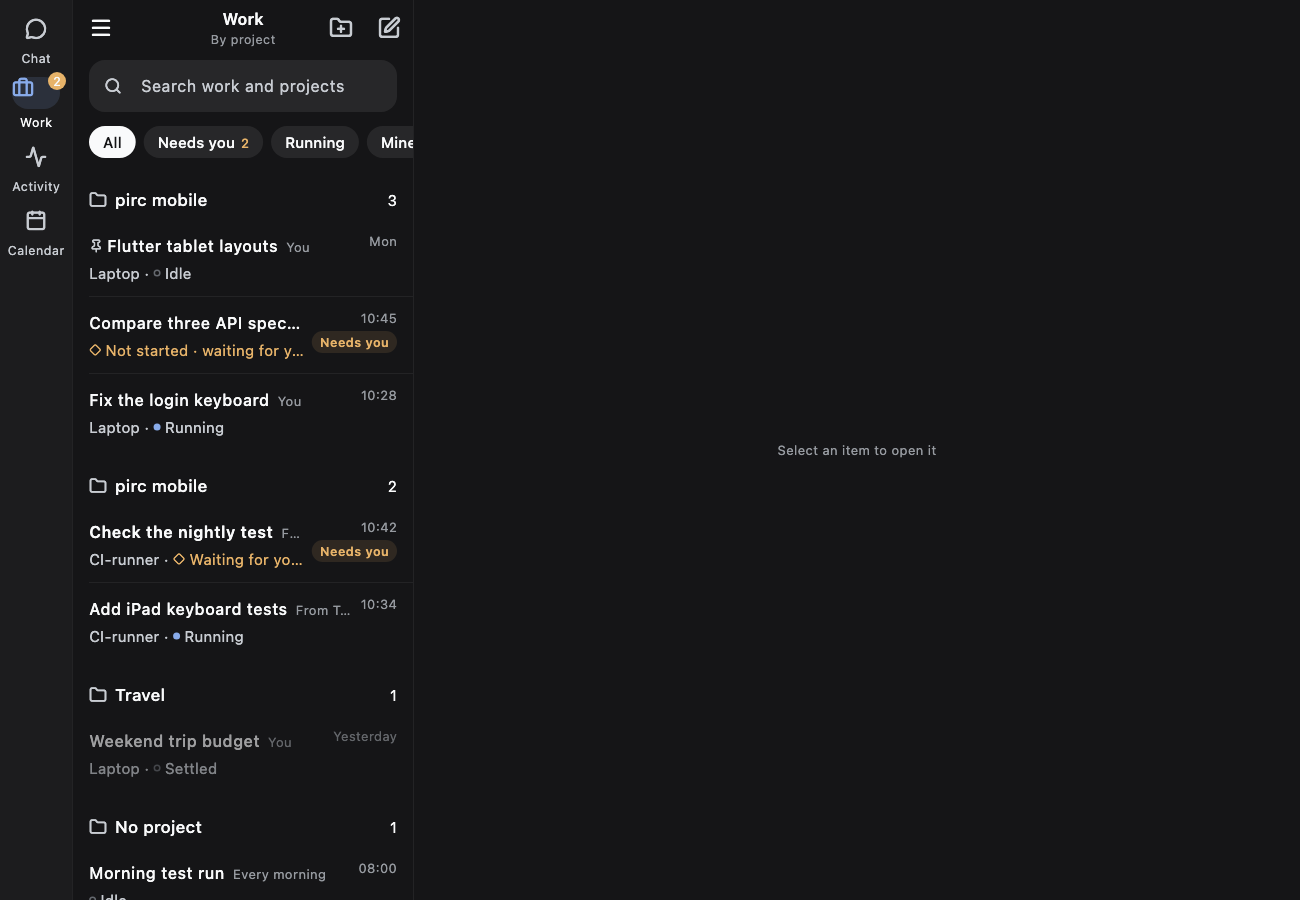 Chat
2
Work
Activity
Calendar
Work
By project
Search work and projects
All
Needs you 2
Running
Mine
pirc mobile 3
Flutter tablet layouts You Mon
Laptop · Idle
Compare three API spec... 10:45
Not started · waiting for y... Needs you
Fix the login keyboard You 10:28
Laptop · Running
pirc mobile 2
Check the nightly test F... 10:42
CI-runner · Waiting for yo... Needs you
Add iPad keyboard tests From T... 10:34
CI-runner · Running
Travel 1
Weekend trip budget You Yesterday
Laptop · Settled
No project 1
Morning test run Every morning 08:00
Idle
Select an item to open it